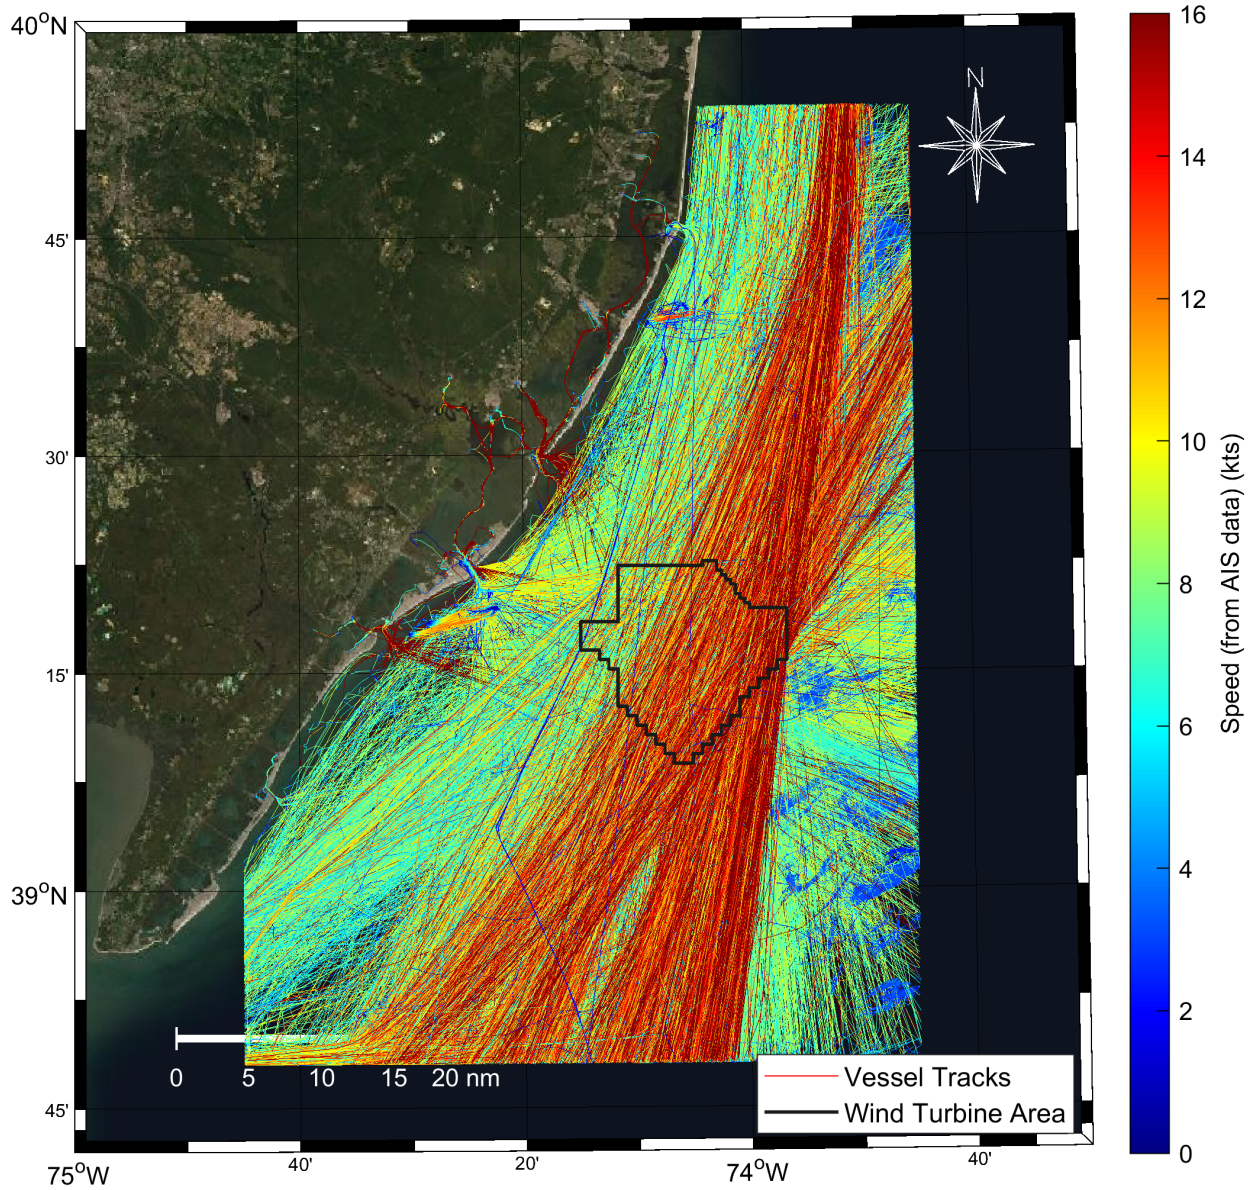 40°N
45'
30'
15'
39°N
45'
75°W
40'
20'
74°W
40'
N
0 5 10 15 20 nm
Vessel Tracks
Wind Turbine Area
16
14
12
10
8
6
4
2
0
Speed (from AIS data) (kts)